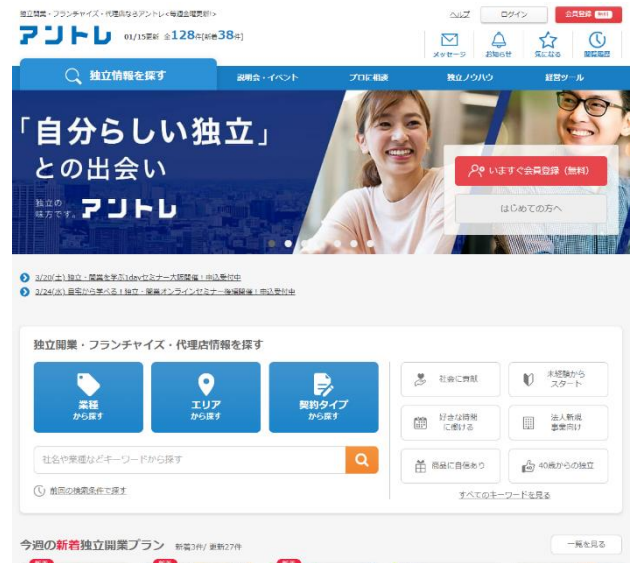 独立開業・フランチャイズ・代理店ならアントレ<毎週金曜更新!>
ヘルプ
ログイン
会員登録 無料
アントレ 01/15更新 全128件(新着38件)
メッセージ
お知らせ
気になる
閲覧履歴
独立情報を探す
説明会・イベント
プロに相談
独立ノウハウ
経営ツール
「自分らしい独立」
との出会い
独立の
味方です。アントレ
いますぐ会員登録（無料）
はじめての方へ
3/20(土) 独立・開業を学ぶ1dayセミナー大阪開催！申込受付中
3/24(水) 自宅から学べる！独立・開業オンラインセミナー後場開催！申込受付中
独立開業・フランチャイズ・代理店情報を探す
業種
から探す
エリア
から探す
契約タイプ
から探す
社会に貢献
未経験から
スタート
好きな時間
に働ける
法人新規
事業向け
商品に自信あり
40歳からの独立
社名や業種などキーワードから探す
前回の検索条件で探す
すべてのキーワードを見る
今週の新着独立開業プラン 新着3件/ 更新27件
一覧を見る